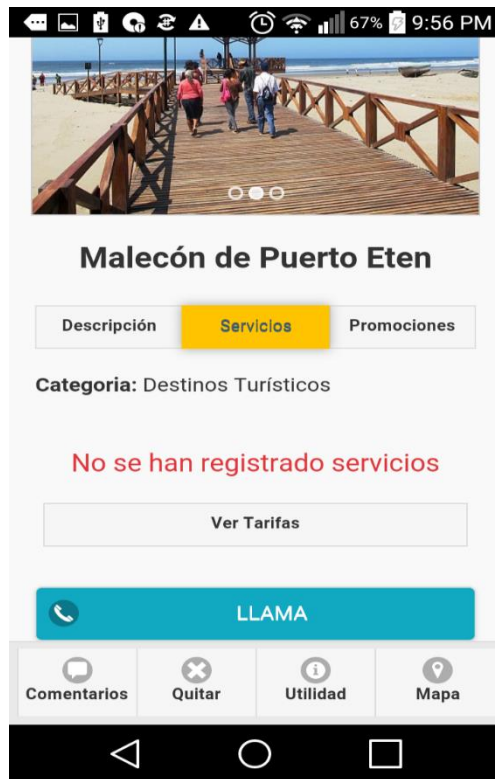 67% 9:56 PM
Malecón de Puerto Eten
Descripción Servicios Promociones
Categoria: Destinos Turísticos
No se han registrado servicios
Ver Tarifas
LLAMA
Comentarios Quitar Utilidad Mapa